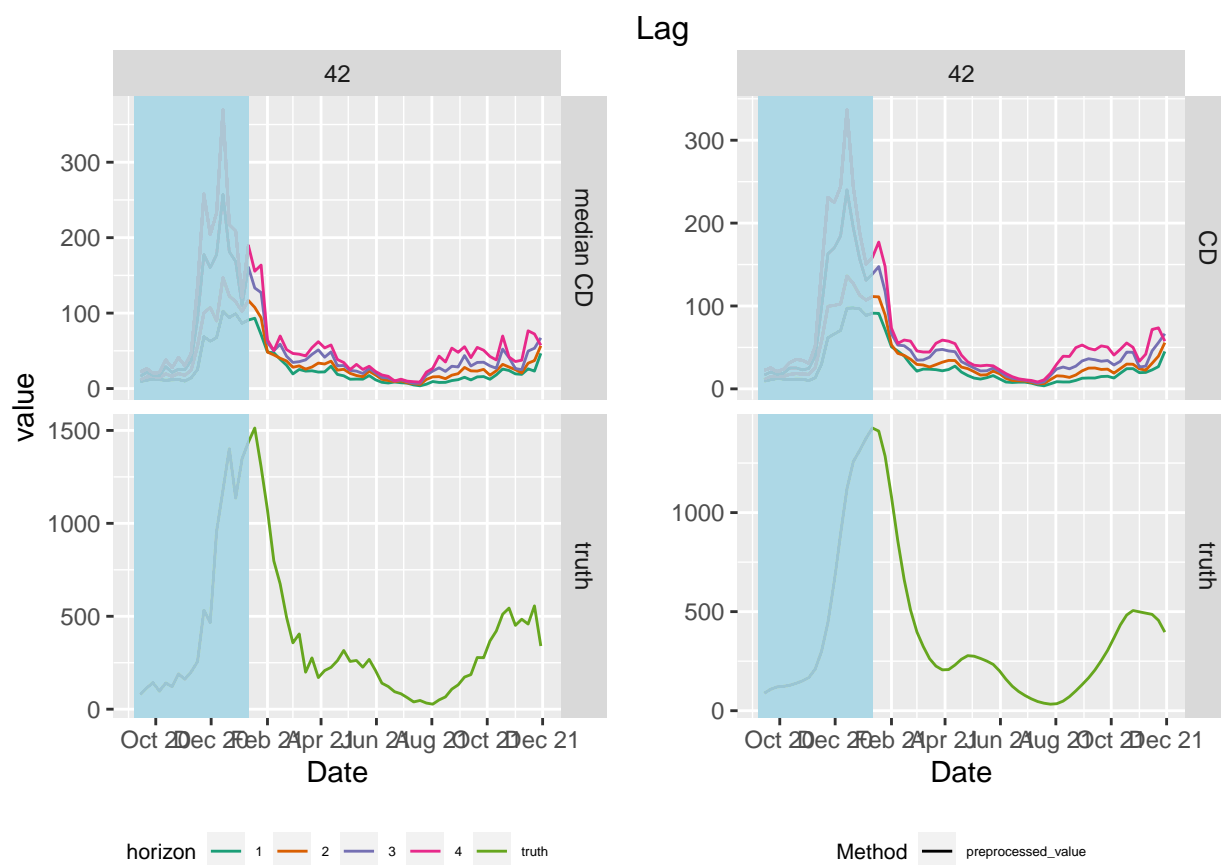 Lag
42
42
300
200
100
0
median CD
300
200
100
0
CD
value
1500
1000
500
0
truth
1000
500
0
truth
Oct 20 Dec 20 Feb 21 Apr 21 Jun 21 Aug 21 Oct 21 Dec 21
Oct 20 Dec 20 Feb 21 Apr 21 Jun 21 Aug 21 Oct 21 Dec 21
Date
Date
horizon 1 2 3 4 truth
Method preprocessed_value